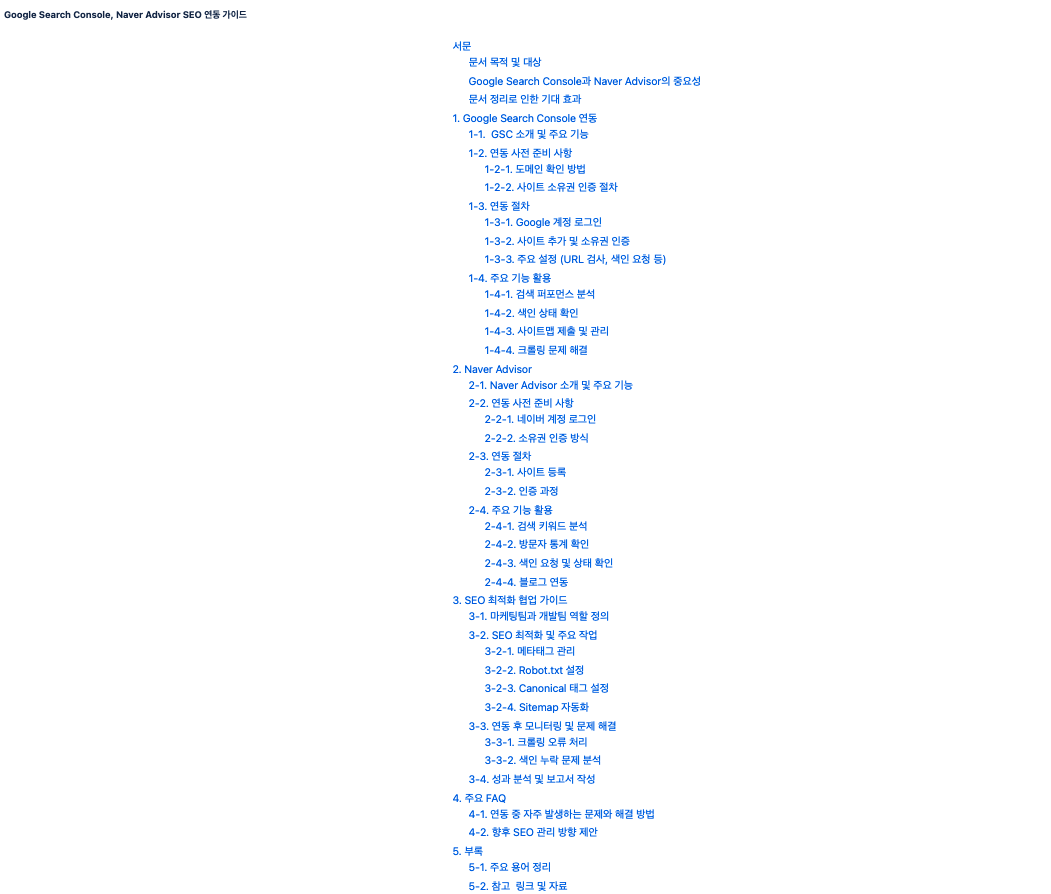 Google Search Console, Naver Advisor SEO 연동 가이드
서문
문서 목적 및 대상
Google Search Console과 Naver Advisor의 중요성
문서 정리로 인한 기대 효과
1. Google Search Console 연동
1-1.  GSC 소개 및 주요 기능
1-2. 연동 사전 준비 사항
1-2-1. 도메인 확인 방법
1-2-2. 사이트 소유권 인증 절차
1-3. 연동 절차
1-3-1. Google 계정 로그인
1-3-2. 사이트 추가 및 소유권 인증
1-3-3. 주요 설정 (URL 검사, 색인 요청 등)
1-4. 주요 기능 활용
1-4-1. 검색 퍼포먼스 분석
1-4-2. 색인 상태 확인
1-4-3. 사이트맵 제출 및 관리
1-4-4. 크롤링 문제 해결
2. Naver Advisor
2-1. Naver Advisor 소개 및 주요 기능
2-2. 연동 사전 준비 사항
2-2-1. 네이버 계정 로그인
2-2-2. 소유권 인증 방식
2-3. 연동 절차
2-3-1. 사이트 등록
2-3-2. 인증 과정
2-4. 주요 기능 활용
2-4-1. 검색 키워드 분석
2-4-2. 방문자 통계 확인
2-4-3. 색인 요청 및 상태 확인
2-4-4. 블로그 연동
3. SEO 최적화 협업 가이드
3-1. 마케팅팀과 개발팀 역할 정의
3-2. SEO 최적화 및 주요 작업
3-2-1. 메타태그 관리
3-2-2. Robot.txt 설정
3-2-3. Canonical 태그 설정
3-2-4. Sitemap 자동화
3-3. 연동 후 모니터링 및 문제 해결
3-3-1. 크롤링 오류 처리
3-3-2. 색인 누락 문제 분석
3-4. 성과 분석 및 보고서 작성
4. 주요 FAQ
4-1. 연동 중 자주 발생하는 문제와 해결 방법
4-2. 향후 SEO 관리 방향 제안
5. 부록
5-1. 주요 용어 정리
5-2. 참고  링크 및 자료